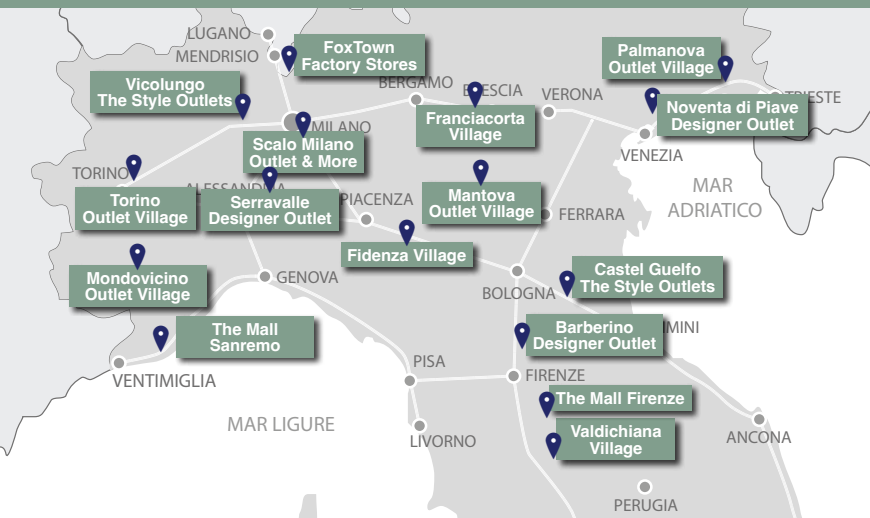 LUGANO
MENDRISIO
FoxTown
Factory Stores
Palmanova
Outlet Village
Vicolungo
The Style Outlets
BERGAMO
BRESCIA
VERONA
TRIESTE
Noventa di Piave
Designer Outlet
Franciacorta
Village
MILANO
Scalo Milano
Outlet & More
VENEZIA
TORINO
ALESSANDRIA
MAR
ADRIATICO
Torino
Outlet Village
Serravalle
Designer Outlet
PIACENZA
Mantova
Outlet Village
FERRARA
Fidenza Village
Mondovicino
Outlet Village
GENOVA
BOLOGNA
Castel Guelfo
The Style Outlets
The Mall
Sanremo
Barberino
Designer Outlet
IMINI
VENTIMIGLIA
PISA
FIRENZE
The Mall Firenze
MAR LIGURE
LIVORNO
Valdichiana
Village
ANCONA
PERUGIA